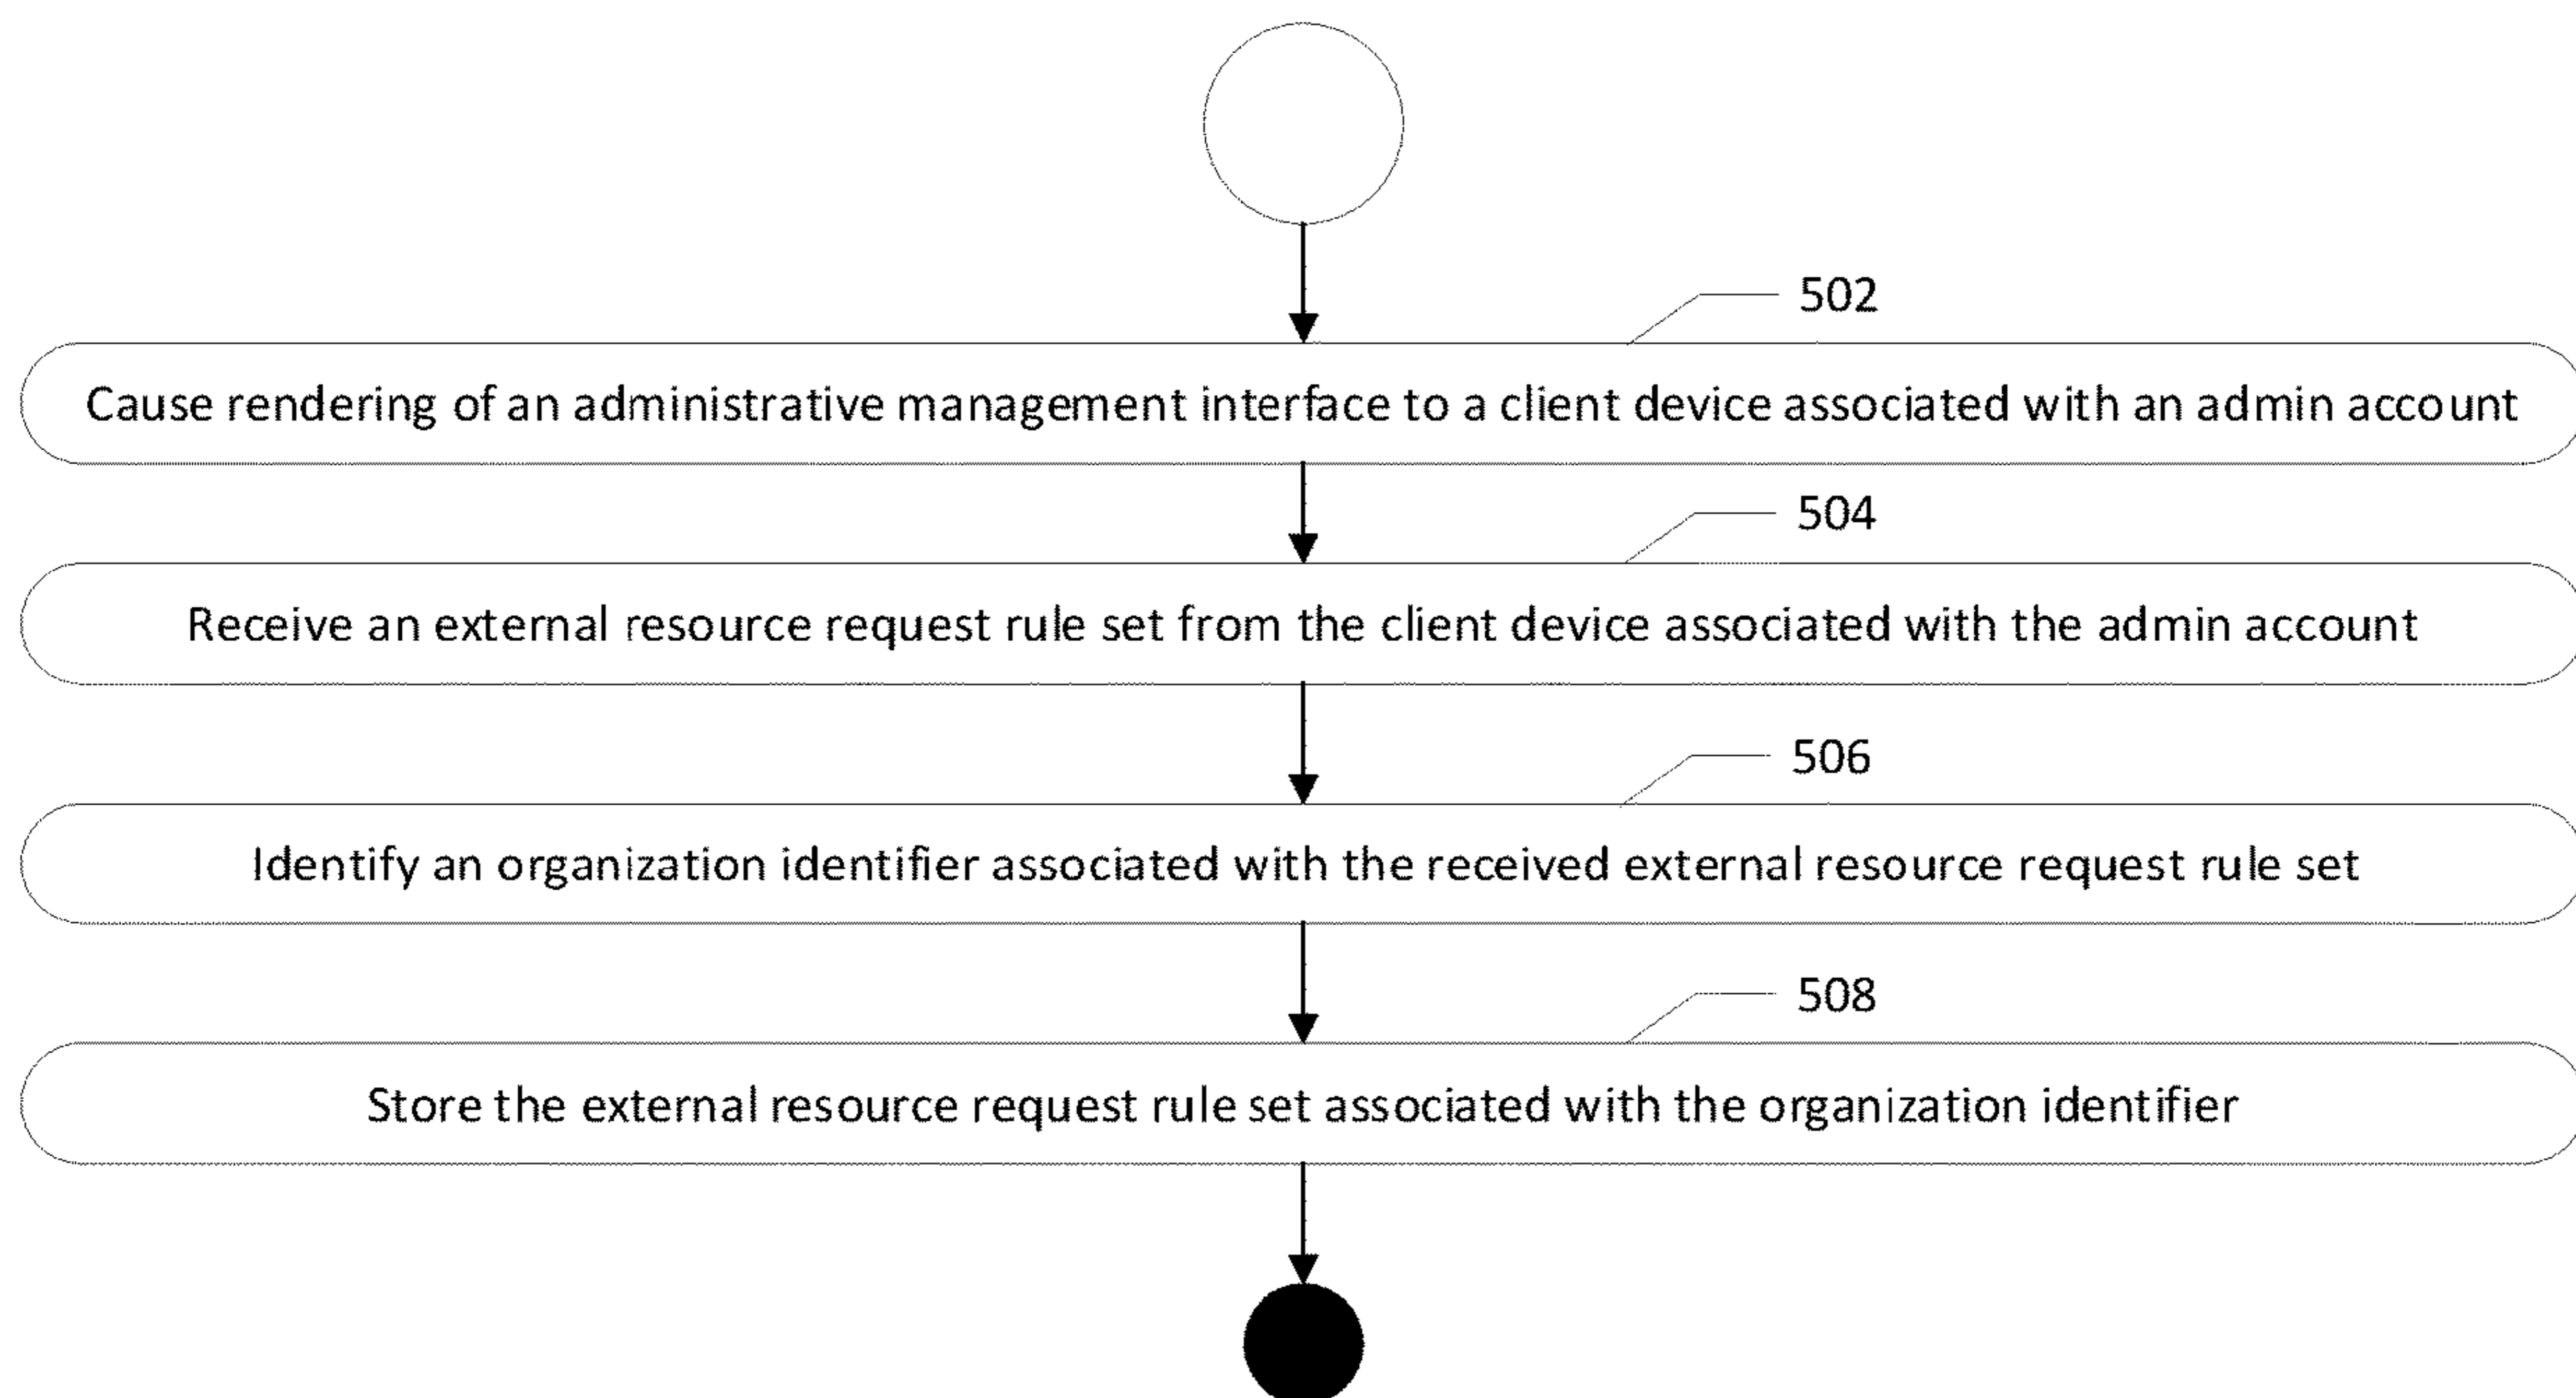 502
Cause rendering of an administrative management interface to a client device associated with an admin account
504
Receive an external resource request rule set from the client device associated with the admin account
506
Identify an organization identifier associated with the received external resource request rule set
508
Store the external resource request rule set associated with the organization identifier